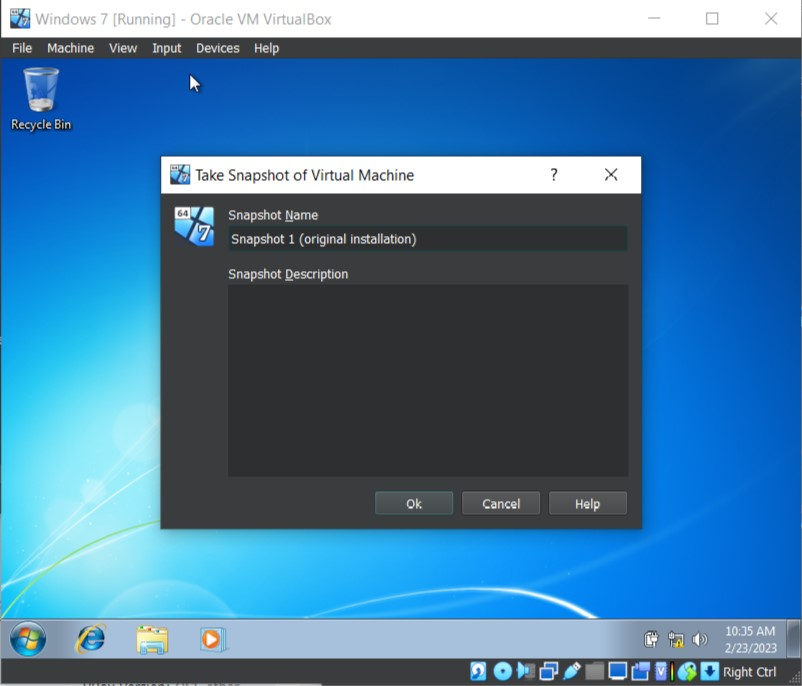 Windows 7 [Running] - Oracle VM VirtualBox
File Machine View Input Devices Help
Recycle Bin
Take Snapshot of Virtual Machine ?
64
7
Snapshot Name
Snapshot 1 (original installation)
Snapshot Description
Ok Cancel Help
10:35 AM
2/23/2023
Right Ctrl